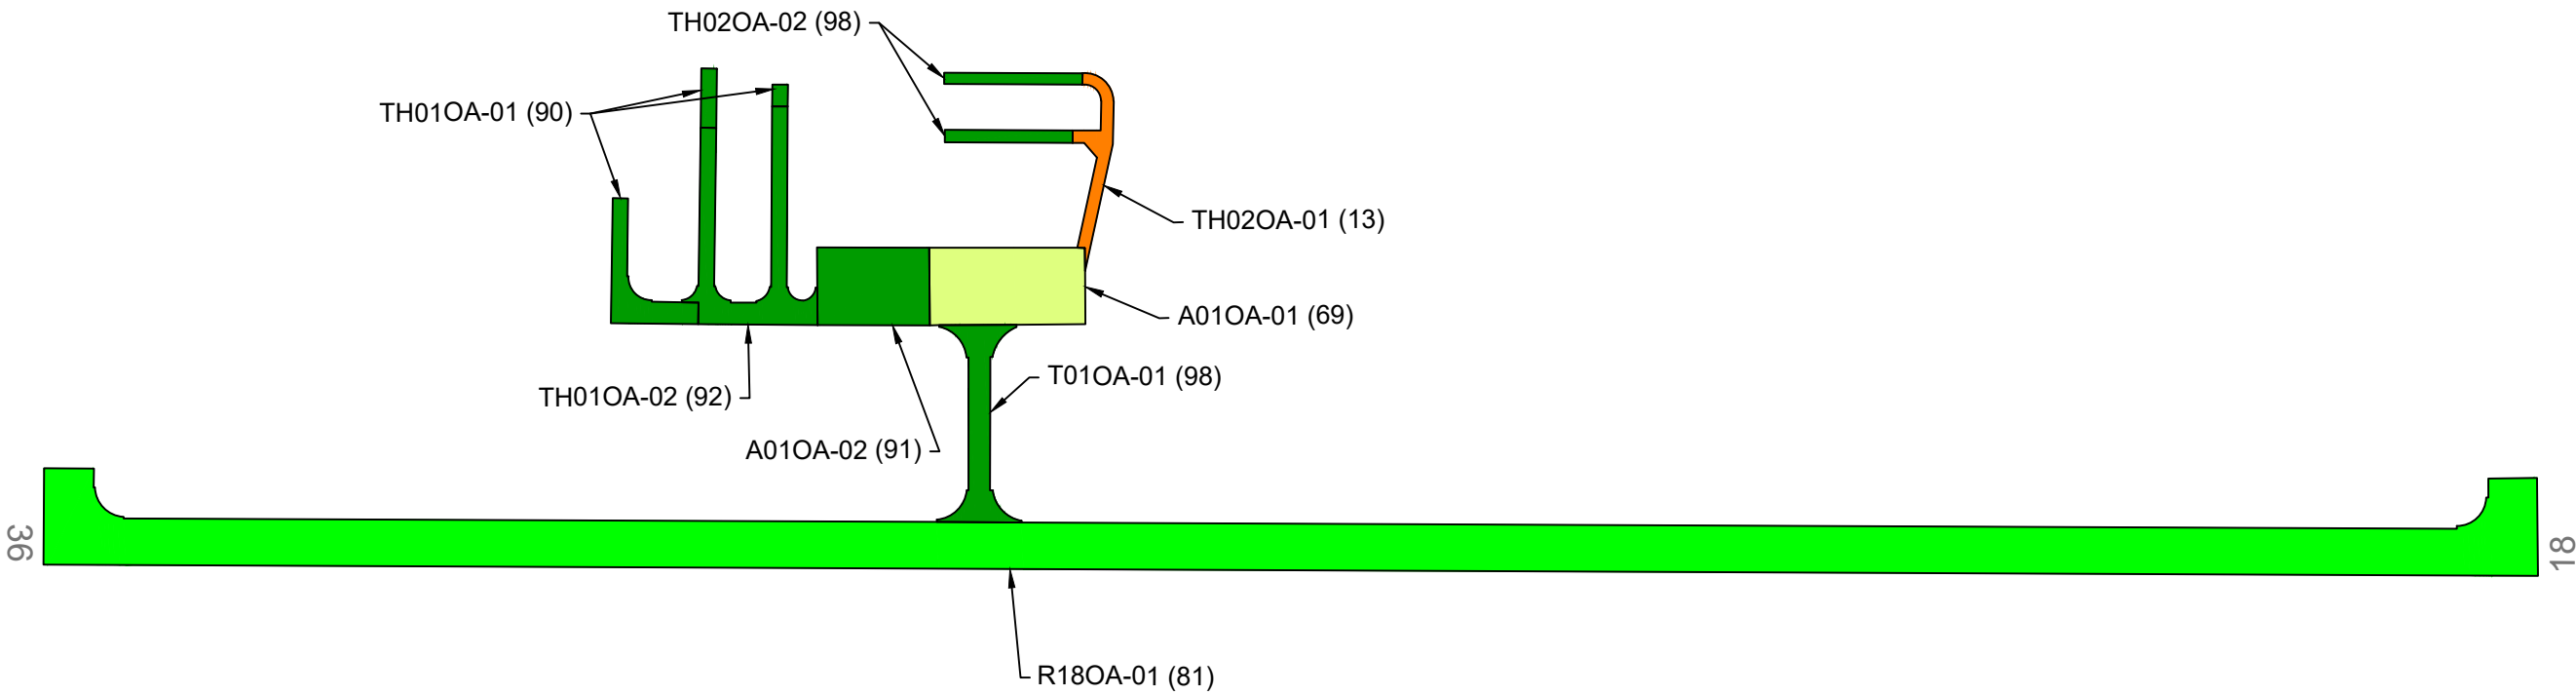 TH02OA-02 (98)
TH01OA-01 (90)
TH02OA-01 (13)
A01OA-01 (69)
T01OA-01 (98)
TH01OA-02 (92)
A01OA-02 (91)
36
18
R18OA-01 (81)